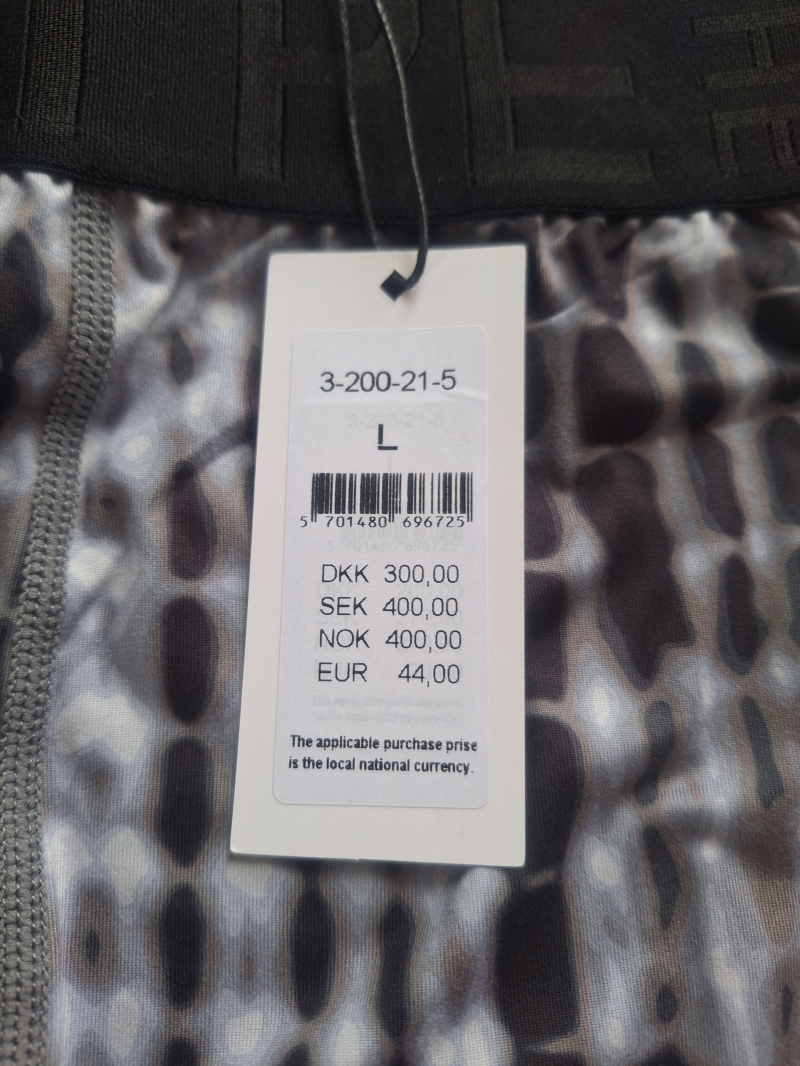 3-200-21-5
L
5 701480 696725
DKK 300,00
SEK 400,00
NOK 400,00
EUR 44,00
The applicable purchase prise
is the local national currency.